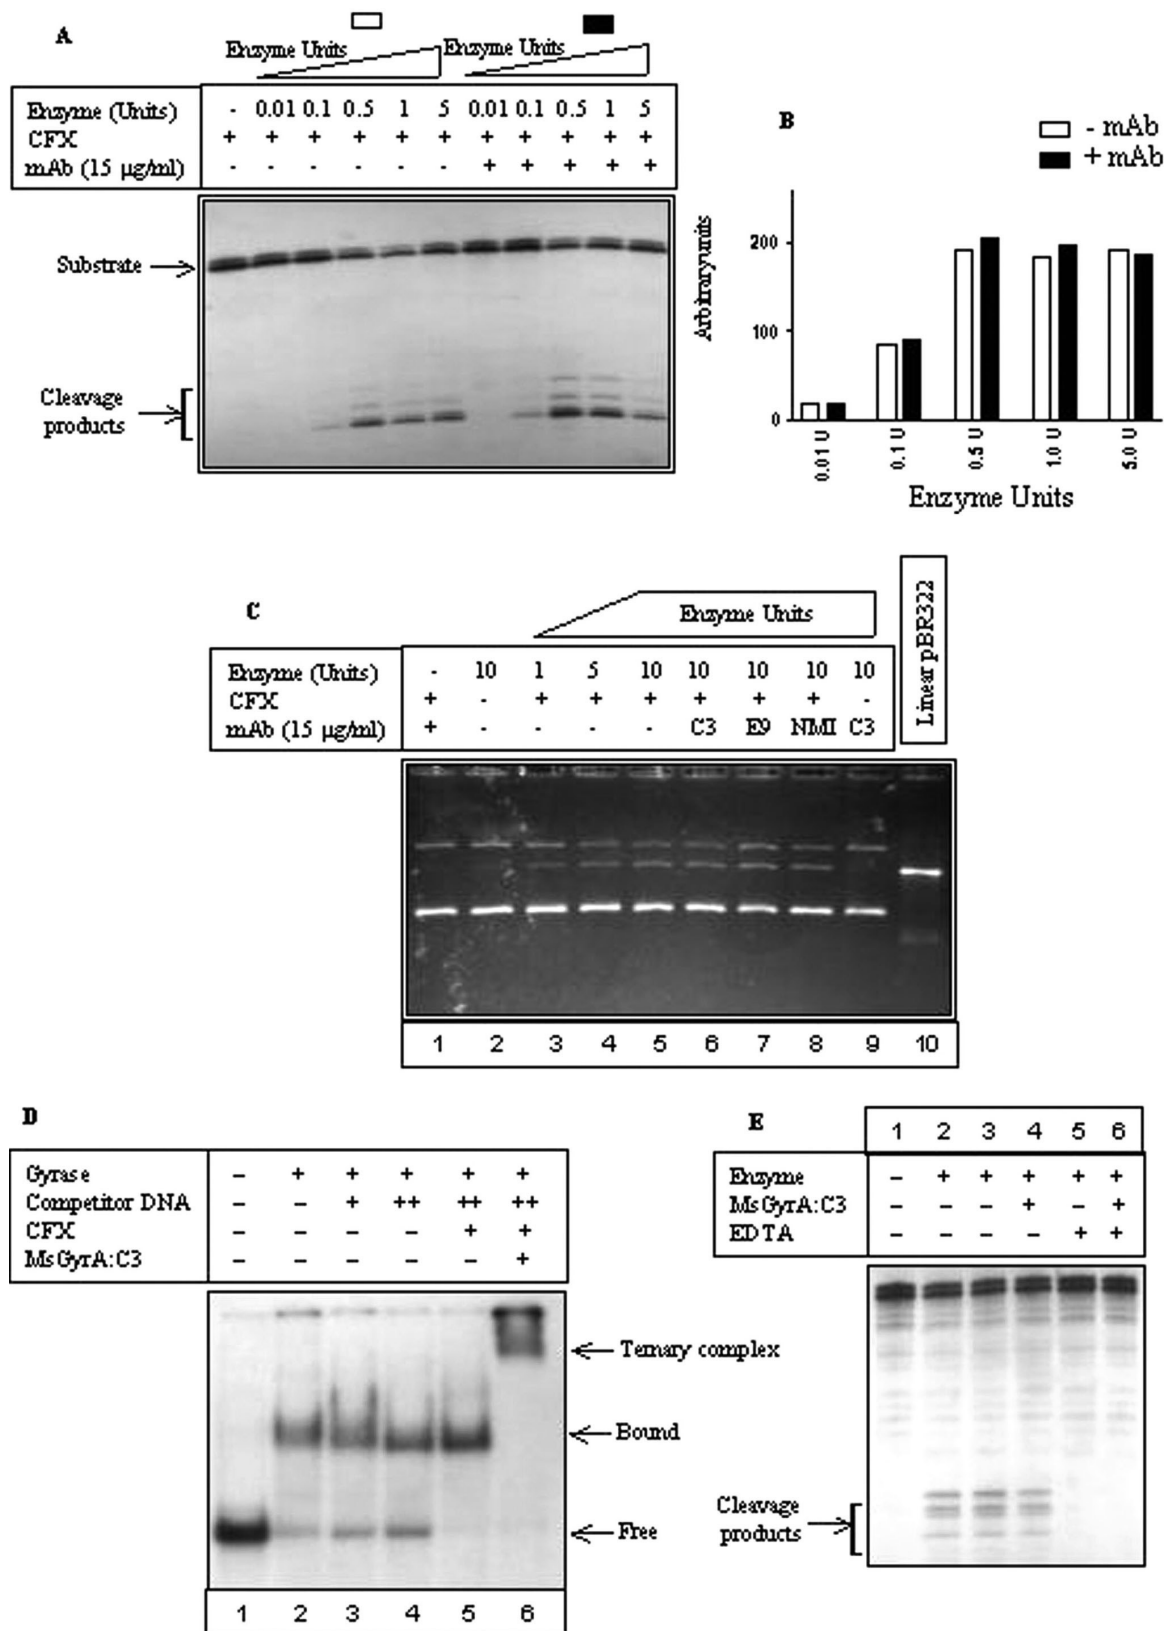 A
Enzyme Units Enzyme Units
Enzyme (Units) - 0.01 0.1 0.5 1 5 0.01 0.1 0.5 1 5
CFX + + + + + + + + + + +
mAb (15 µg/ml) - - - - - - + + + + +
Substrate
Cleavage
products
B
- mAb
+ mAb
Arbitraryunits
200
100
0
0.01 U 0.1 U 0.5 U 1.0 U 5.0 U
Enzyme Units
C
Enzyme Units
Linear pBR322
Enzyme (Units) - 10 1 5 10 10 10 10 10
CFX + - + + + + + + -
mAb (15 µg/ml) + - - - - C3 E9 NMI C3
1 2 3 4 5 6 7 8 9 10
D
Gyrase - + + + + +
Competitor DNA - - + ++ ++ ++
CFX - - - - + +
MsGyrA:C3 - - - - - +
Ternary complex
Bound
Free
1 2 3 4 5 6
E
1 2 3 4 5 6
Enzyme - + + + + +
MsGyrA:C3 - - - + - +
EDTA - - - - + +
Cleavage
products